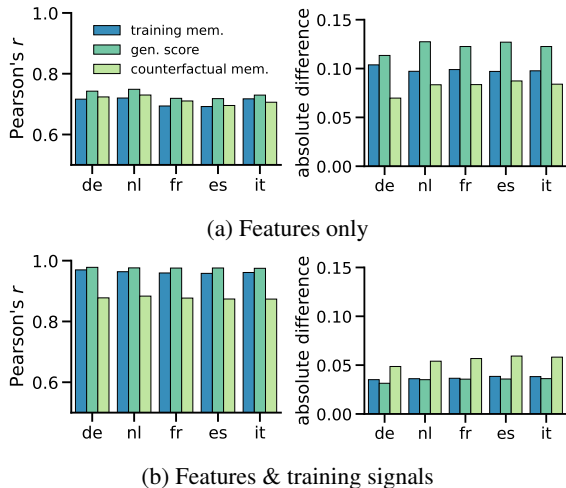 Pearson's r
1.0
0.8
0.6
training mem.
gen. score
counterfactual mem.
de nl fr es it
absolute difference
0.15
0.10
0.05
0.00
de nl fr es it
(a) Features only
Pearson's r
1.0
0.8
0.6
de nl fr es it
absolute difference
0.15
0.10
0.05
0.00
de nl fr es it
(b) Features & training signals